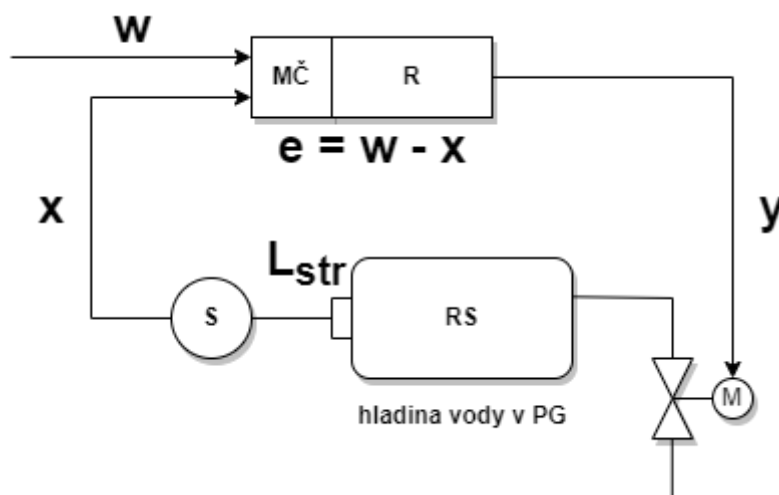 w
MČ
R
e = w - x
x
y
Lstr
S
RS
M
hladina vody v PG